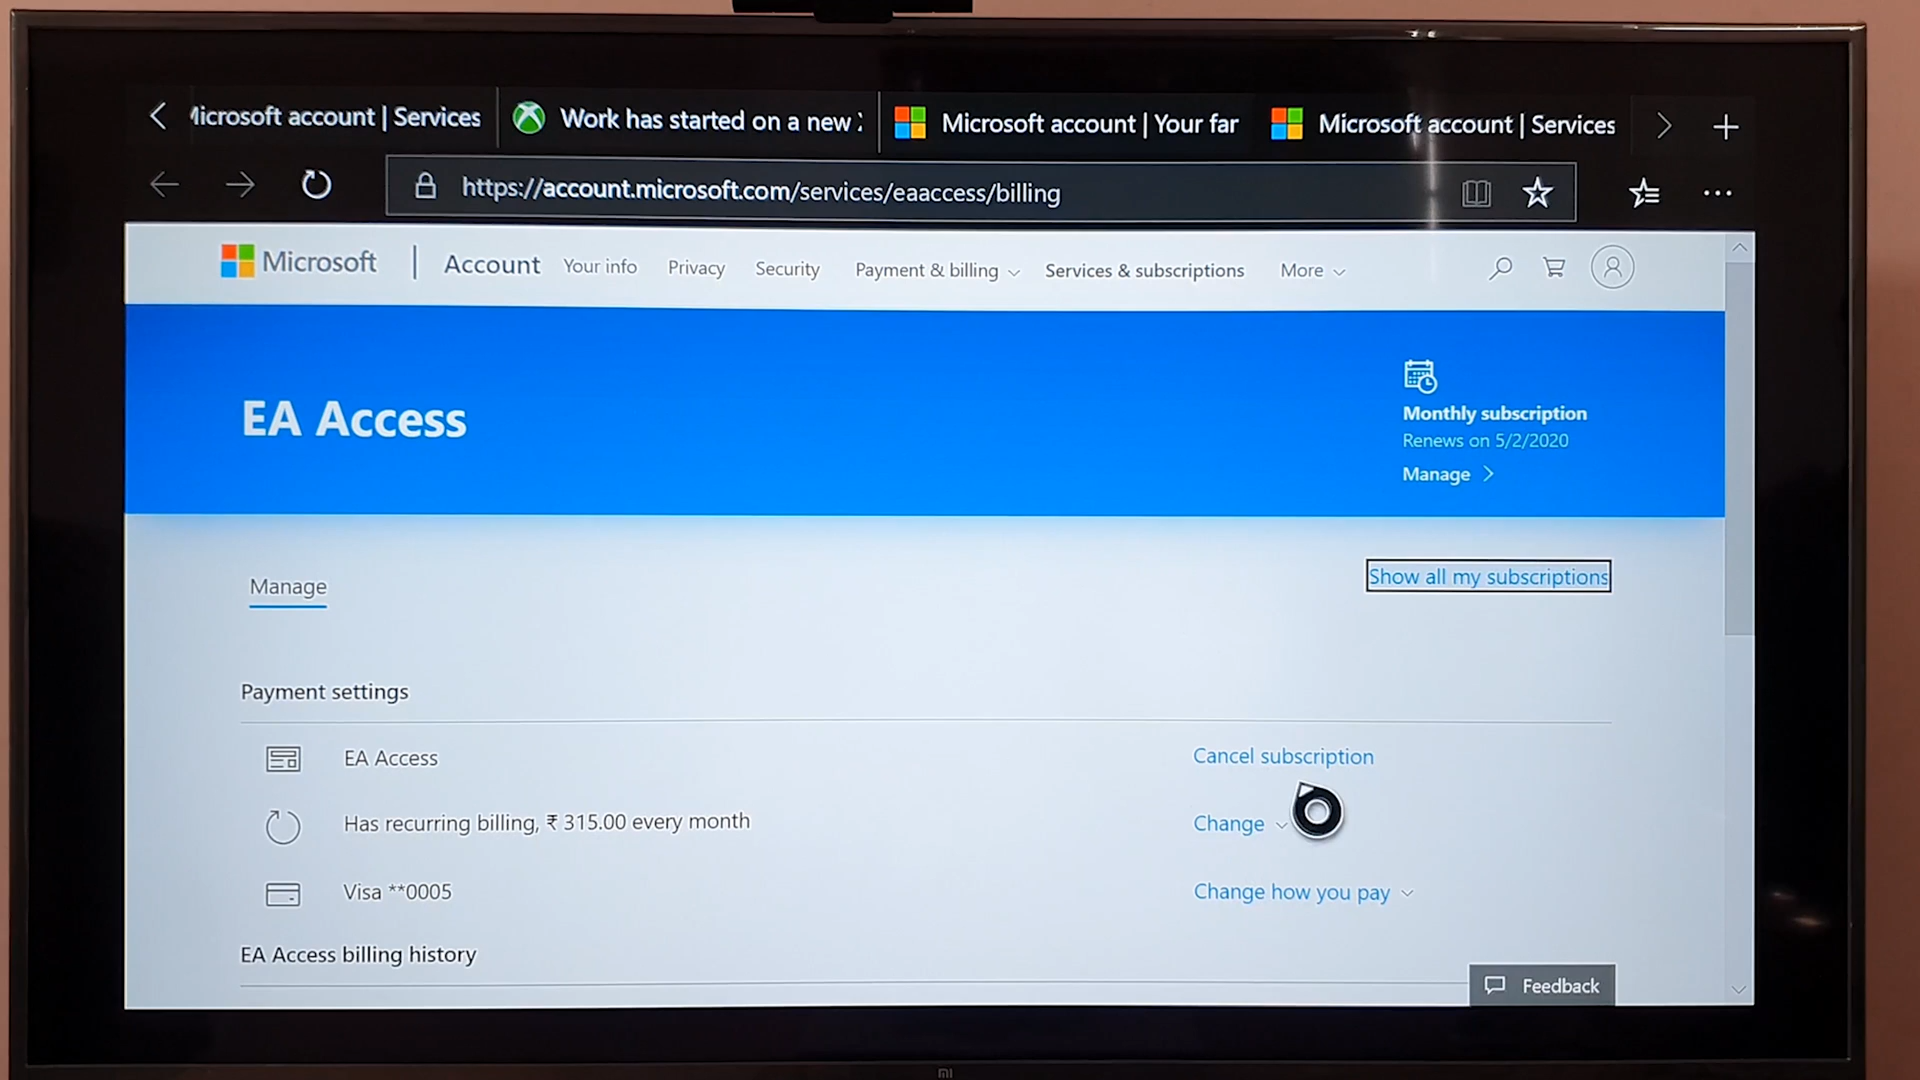 Microsoft account | Services
Work has started on a new
Microsoft account | Your far
Microsoft account | Services
https://account.microsoft.com/services/eaaccess/billing
Microsoft | Account Your info Privacy Security Payment & billing Services & subscriptions More
EA Access
Monthly subscription
Renews on 5/2/2020
Manage
Manage
Show all my subscriptions
Payment settings
EA Access
Cancel subscription
Has recurring billing, ₹ 315.00 every month
Change
Visa **0005
Change how you pay
EA Access billing history
Feedback
mi